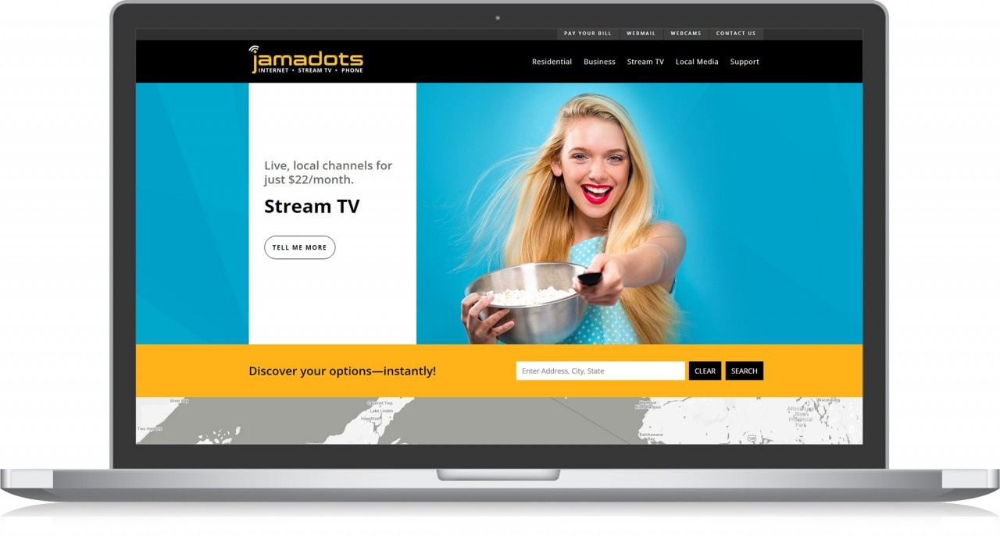 PAY YOUR BILL WEBMAIL WEBCAMS CONTACT US
jamadots
INTERNET • STREAM TV • PHONE
Residential Business Stream TV Local Media Support
Live, local channels for
just $22/month.
Stream TV
TELL ME MORE
Discover your options—instantly!
Enter Address, City, State
CLEAR
SEARCH
Silver Bay
Calumet Twp
Lake Linden
Houghton
Two Harbors
Mississagi
River
Provincial
Park
Batchawana
Bay
129